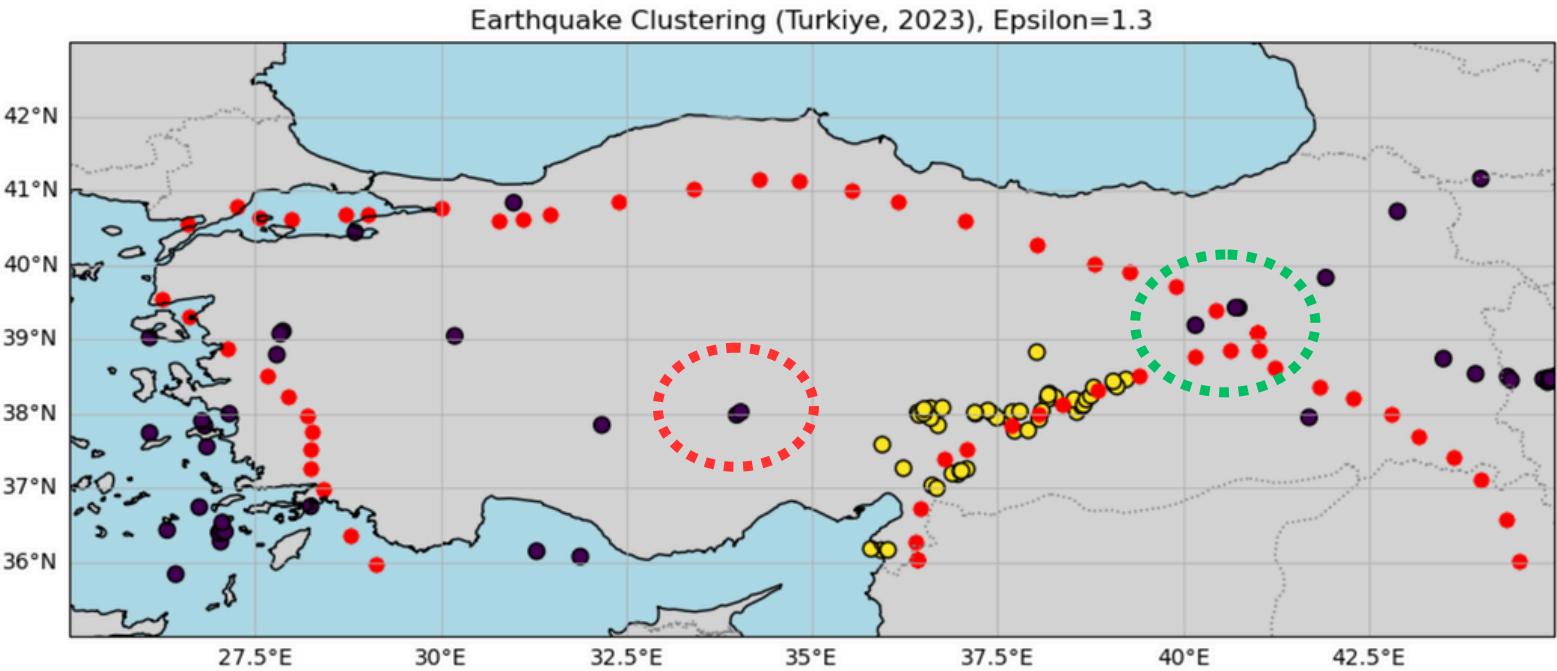 Earthquake Clustering (Turkiye, 2023), Epsilon=1.3
42°N
41°N
40°N
39°N
38°N
37°N
36°N
27.5°E 30°E 32.5°E 35°E 37.5°E 40°E 42.5°E